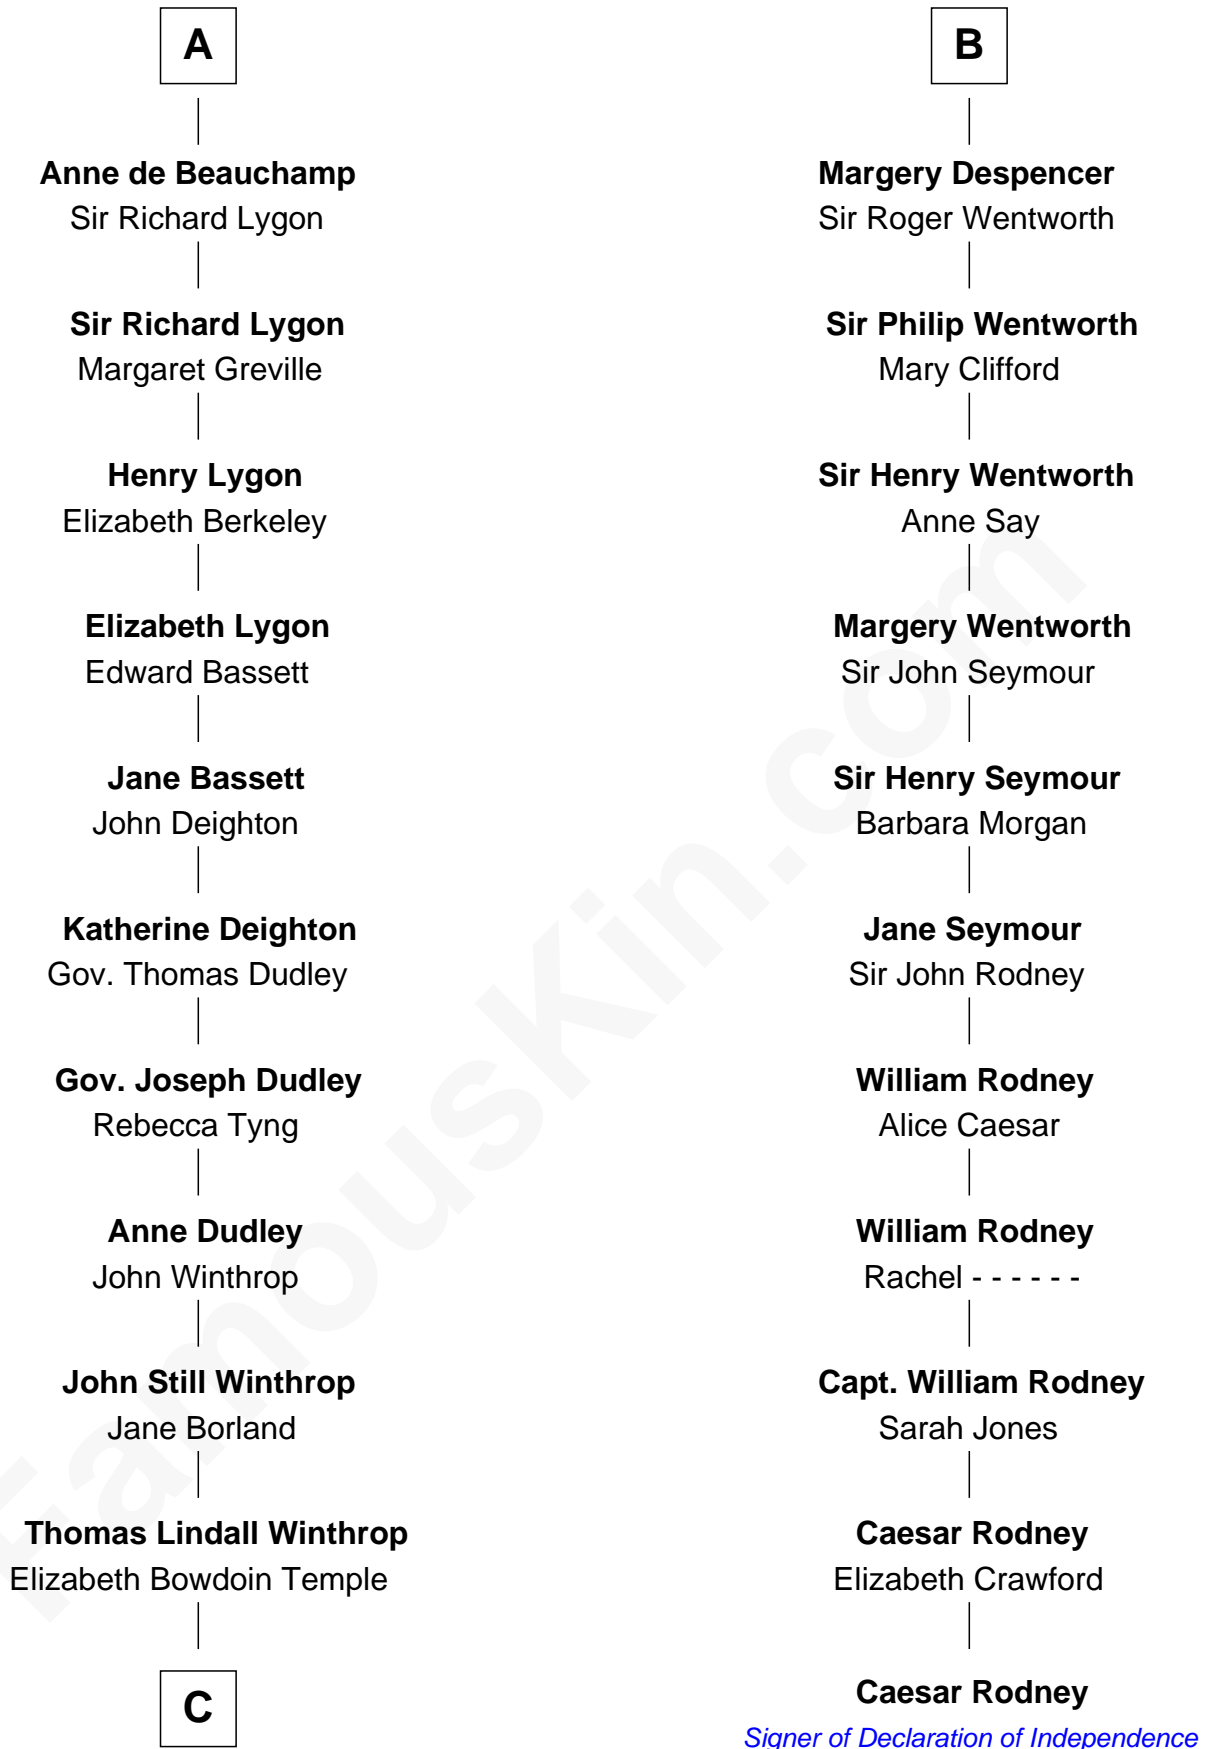 A
Anne de Beauchamp
Sir Richard Lygon
Sir Richard Lygon
Margaret Greville
Henry Lygon
Elizabeth Berkeley
Elizabeth Lygon
Edward Bassett
Jane Bassett
John Deighton
Katherine Deighton
Gov. Thomas Dudley
Gov. Joseph Dudley
Rebecca Tyng
Anne Dudley
John Winthrop
John Still Winthrop
Jane Borland
Thomas Lindall Winthrop
Elizabeth Bowdoin Temple
C
B
Margery Despencer
Sir Roger Wentworth
Sir Philip Wentworth
Mary Clifford
Sir Henry Wentworth
Anne Say
Margery Wentworth
Sir John Seymour
Sir Henry Seymour
Barbara Morgan
Jane Seymour
Sir John Rodney
William Rodney
Alice Caesar
William Rodney
Rachel - - - - - -
Capt. William Rodney
Sarah Jones
Caesar Rodney
Elizabeth Crawford
Caesar Rodney
Signer of Declaration of Independence
FamousKin.com